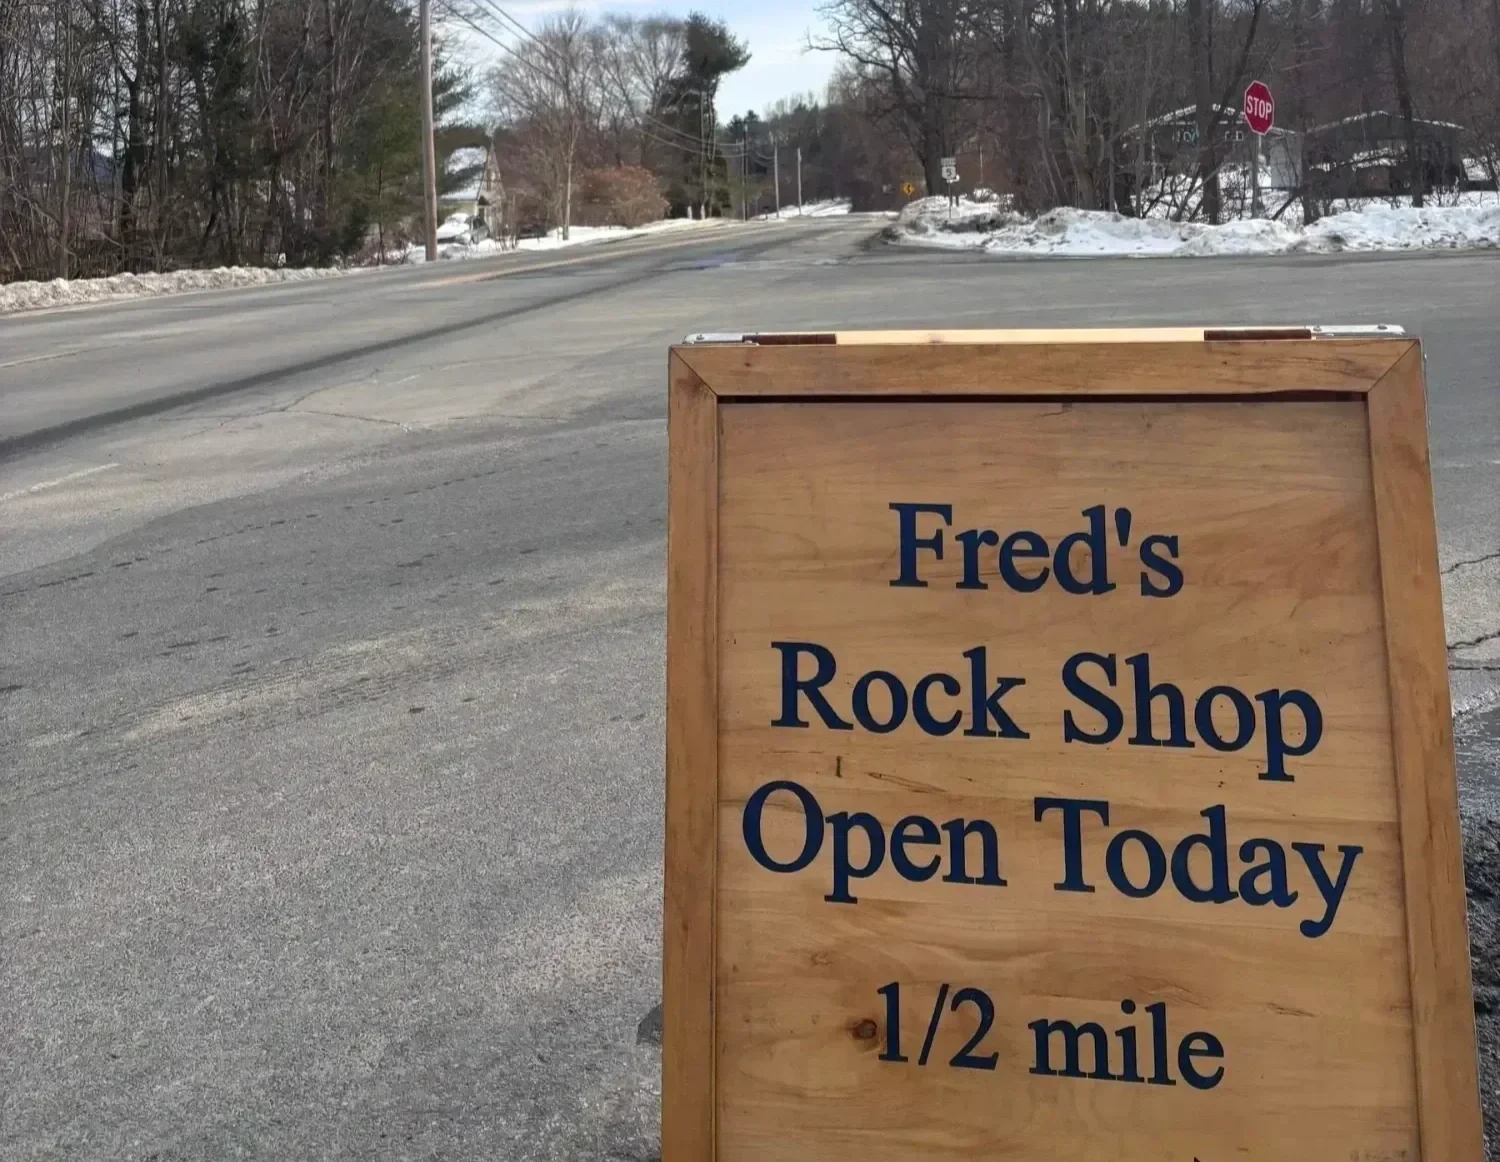 STOP
Fred's
Rock Shop
Open Today
1/2 mile